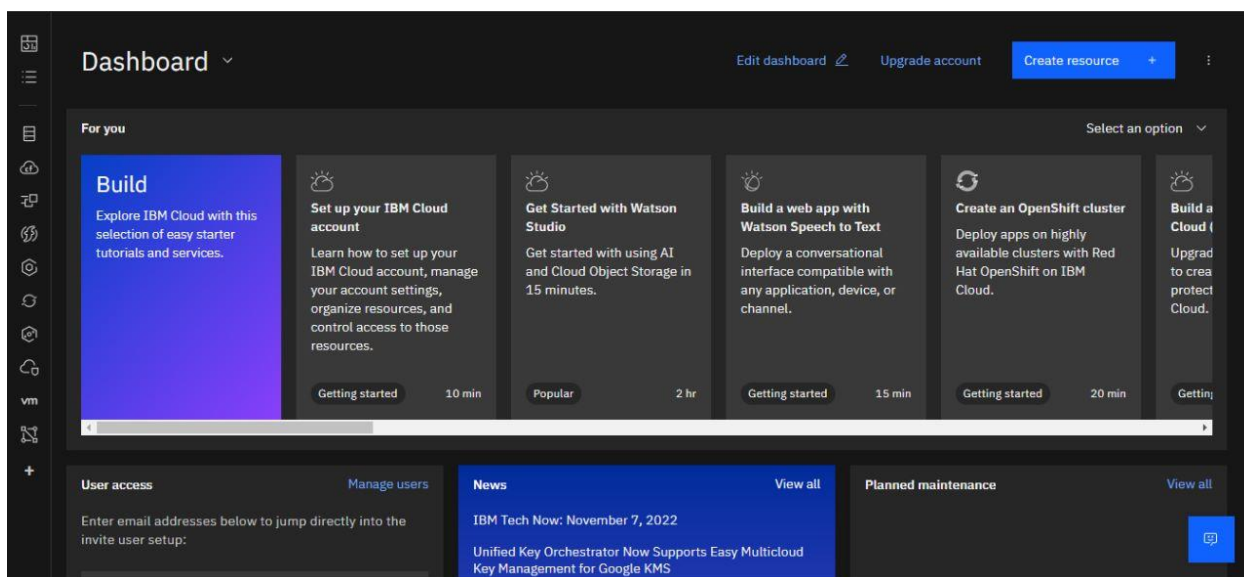 Dashboard
Edit dashboard
Upgrade account
Create resource +
For you
Select an option
Build
Explore IBM Cloud with this
selection of easy starter
tutorials and services.
Set up your IBM Cloud
account
Learn how to set up your
IBM Cloud account, manage
your account settings,
organize resources, and
control access to those
resources.
Getting started
10 min
Get Started with Watson
Studio
Get started with using AI
and Cloud Object Storage in
15 minutes.
Popular
2 hr
Build a web app with
Watson Speech to Text
Deploy a conversational
interface compatible with
any application, device, or
channel.
Getting started
15 min
Create an OpenShift cluster
Deploy apps on highly
available clusters with Red
Hat OpenShift on IBM
Cloud.
Getting started
20 min
Build a
Cloud (
Upgrad
to crea
protect
Cloud.
Getting
vm
+
User access
Manage users
Enter email addresses below to jump directly into the
invite user setup:
News
View all
IBM Tech Now: November 7, 2022
Unified Key Orchestrator Now Supports Easy Multicloud
Key Management for Google KMS
Planned maintenance
View all